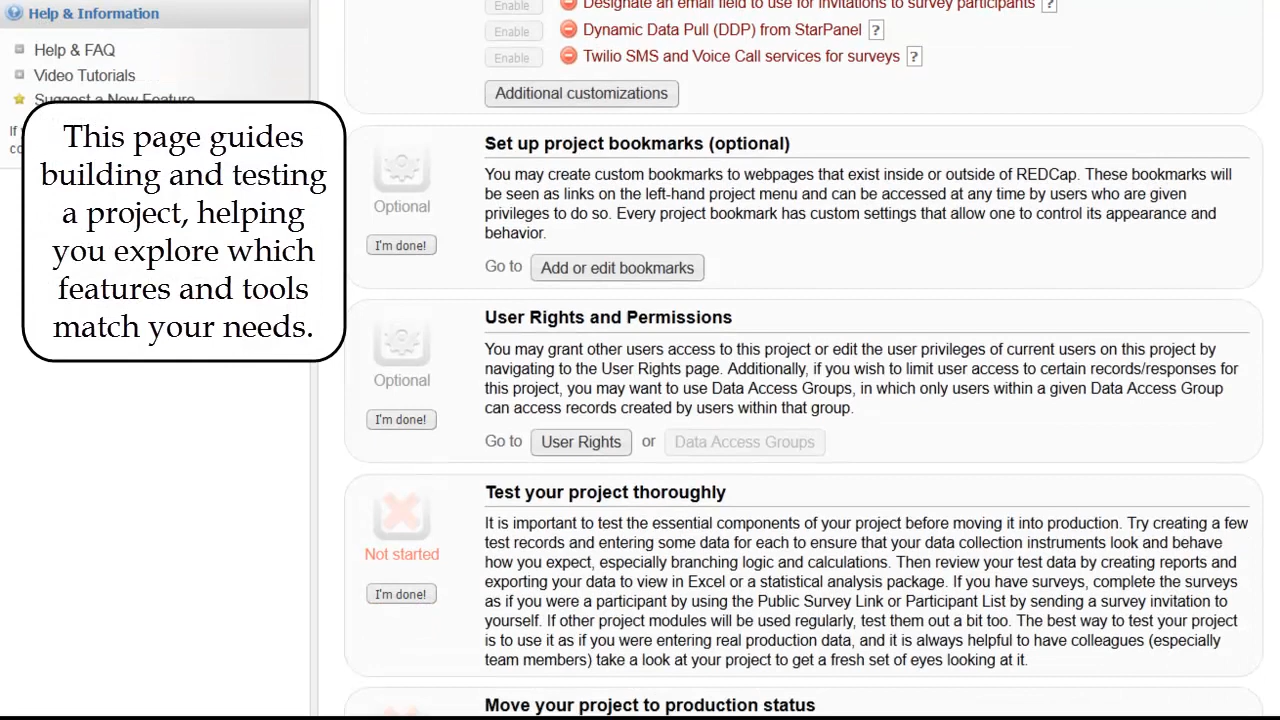 Help & Information
Help & FAQ
Video Tutorials
Suggest a New Feature
If
co
This page guides
building and testing
a project, helping
you explore which
features and tools
match your needs.
Enable
Designate an email field to use for invitations to survey participants ?
Enable
Dynamic Data Pull (DDP) from StarPanel ?
Enable
Twilio SMS and Voice Call services for surveys ?
Additional customizations
Optional
I'm done!
Set up project bookmarks (optional)
You may create custom bookmarks to webpages that exist inside or outside of REDCap. These bookmarks will
be seen as links on the left-hand project menu and can be accessed at any time by users who are given
privileges to do so. Every project bookmark has custom settings that allow one to control its appearance and
behavior.
Go to Add or edit bookmarks
Optional
I'm done!
User Rights and Permissions
You may grant other users access to this project or edit the user privileges of current users on this project by
navigating to the User Rights page. Additionally, if you wish to limit user access to certain records/responses for
this project, you may want to use Data Access Groups, in which only users within a given Data Access Group
can access records created by users within that group.
Go to User Rights or Data Access Groups
Not started
I'm done!
Test your project thoroughly
It is important to test the essential components of your project before moving it into production. Try creating a few
test records and entering some data for each to ensure that your data collection instruments look and behave
how you expect, especially branching logic and calculations. Then review your test data by creating reports and
exporting your data to view in Excel or a statistical analysis package. If you have surveys, complete the surveys
as if you were a participant by using the Public Survey Link or Participant List by sending a survey invitation to
yourself. If other project modules will be used regularly, test them out a bit too. The best way to test your project
is to use it as if you were entering real production data, and it is always helpful to have colleagues (especially
team members) take a look at your project to get a fresh set of eyes looking at it.
Move your project to production status